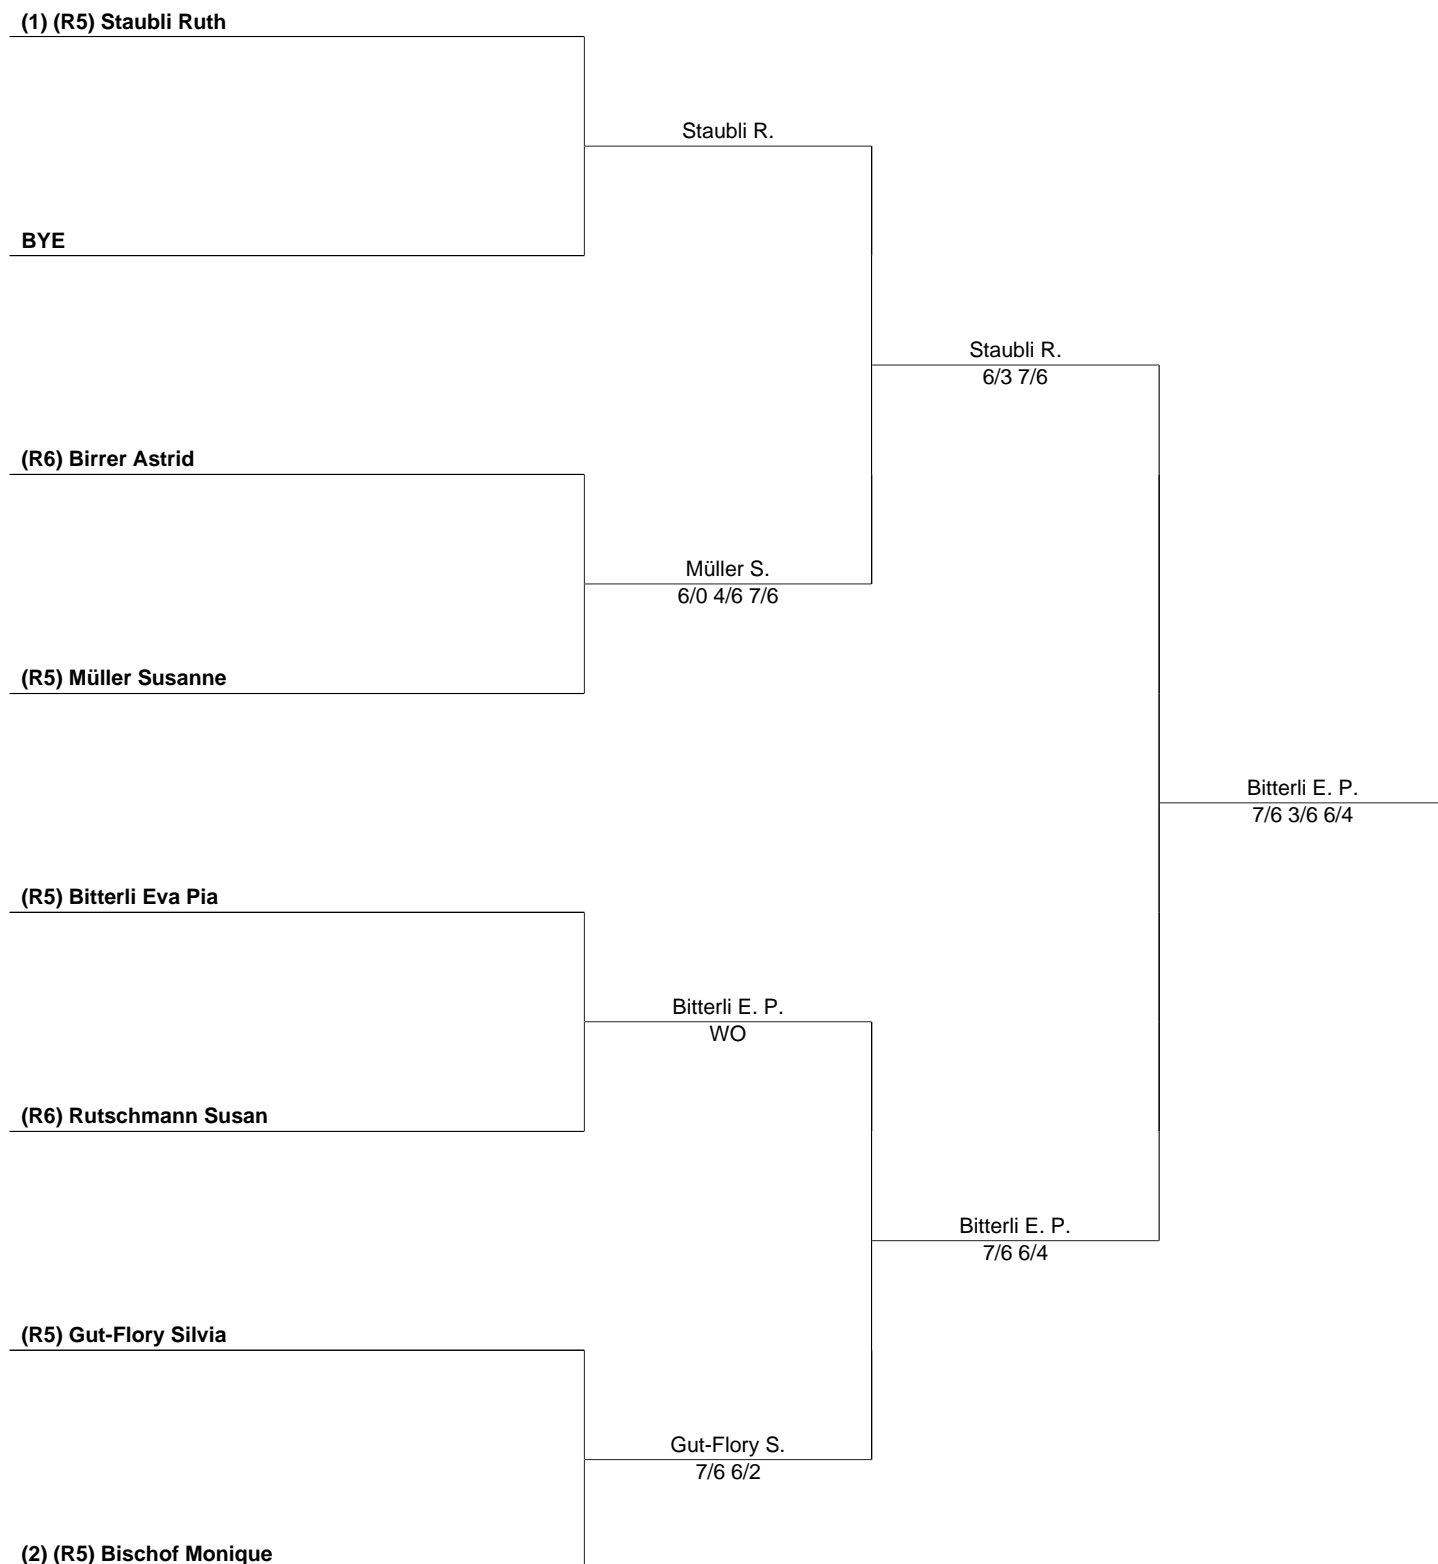 (1) (R5) Staubli Ruth
Staubli R.
BYE
Staubli R.
6/3 7/6
(R6) Birrer Astrid
Müller S.
6/0 4/6 7/6
(R5) Müller Susanne
Bitterli E. P.
7/6 3/6 6/4
(R5) Bitterli Eva Pia
Bitterli E. P.
WO
(R6) Rutschmann Susan
Bitterli E. P.
7/6 6/4
(R5) Gut-Flory Silvia
Gut-Flory S.
7/6 6/2
(2) (R5) Bischof Monique